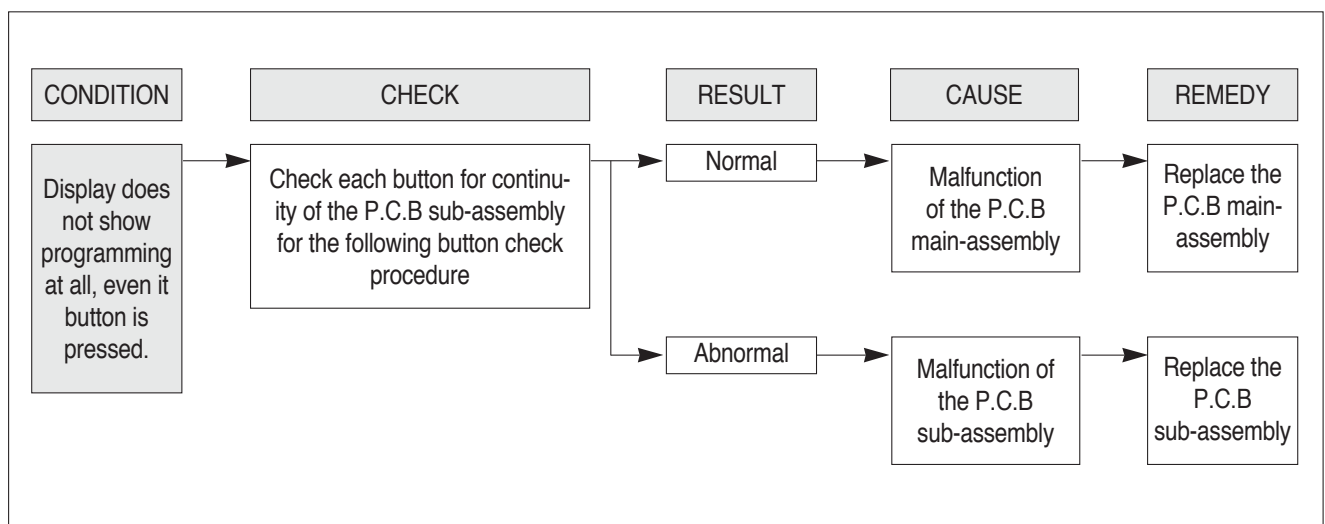 CONDITION
CHECK
RESULT
CAUSE
REMEDY
Display does
not show
programming
at all, even it
button is
pressed.
Check each button for continu-
ity of the P.C.B sub-assembly
for the following button check
procedure
Normal
Malfunction
of the P.C.B
main-assembly
Replace the
P.C.B main-
assembly
Abnormal
Malfunction of
the P.C.B
sub-assembly
Replace the
P.C.B
sub-assembly